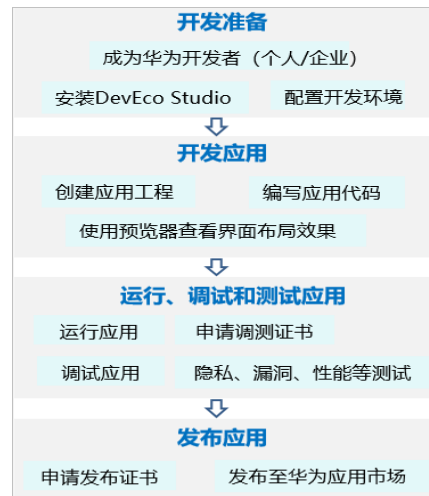 开发准备
成为华为开发者（个人/企业）
安装DevEco Studio 配置开发环境
开发应用
创建应用工程 编写应用代码
使用预览器查看界面布局效果
运行、调试和测试应用
运行应用 申请调测证书
调试应用 隐私、漏洞、性能等测试
发布应用
申请发布证书 发布至华为应用市场